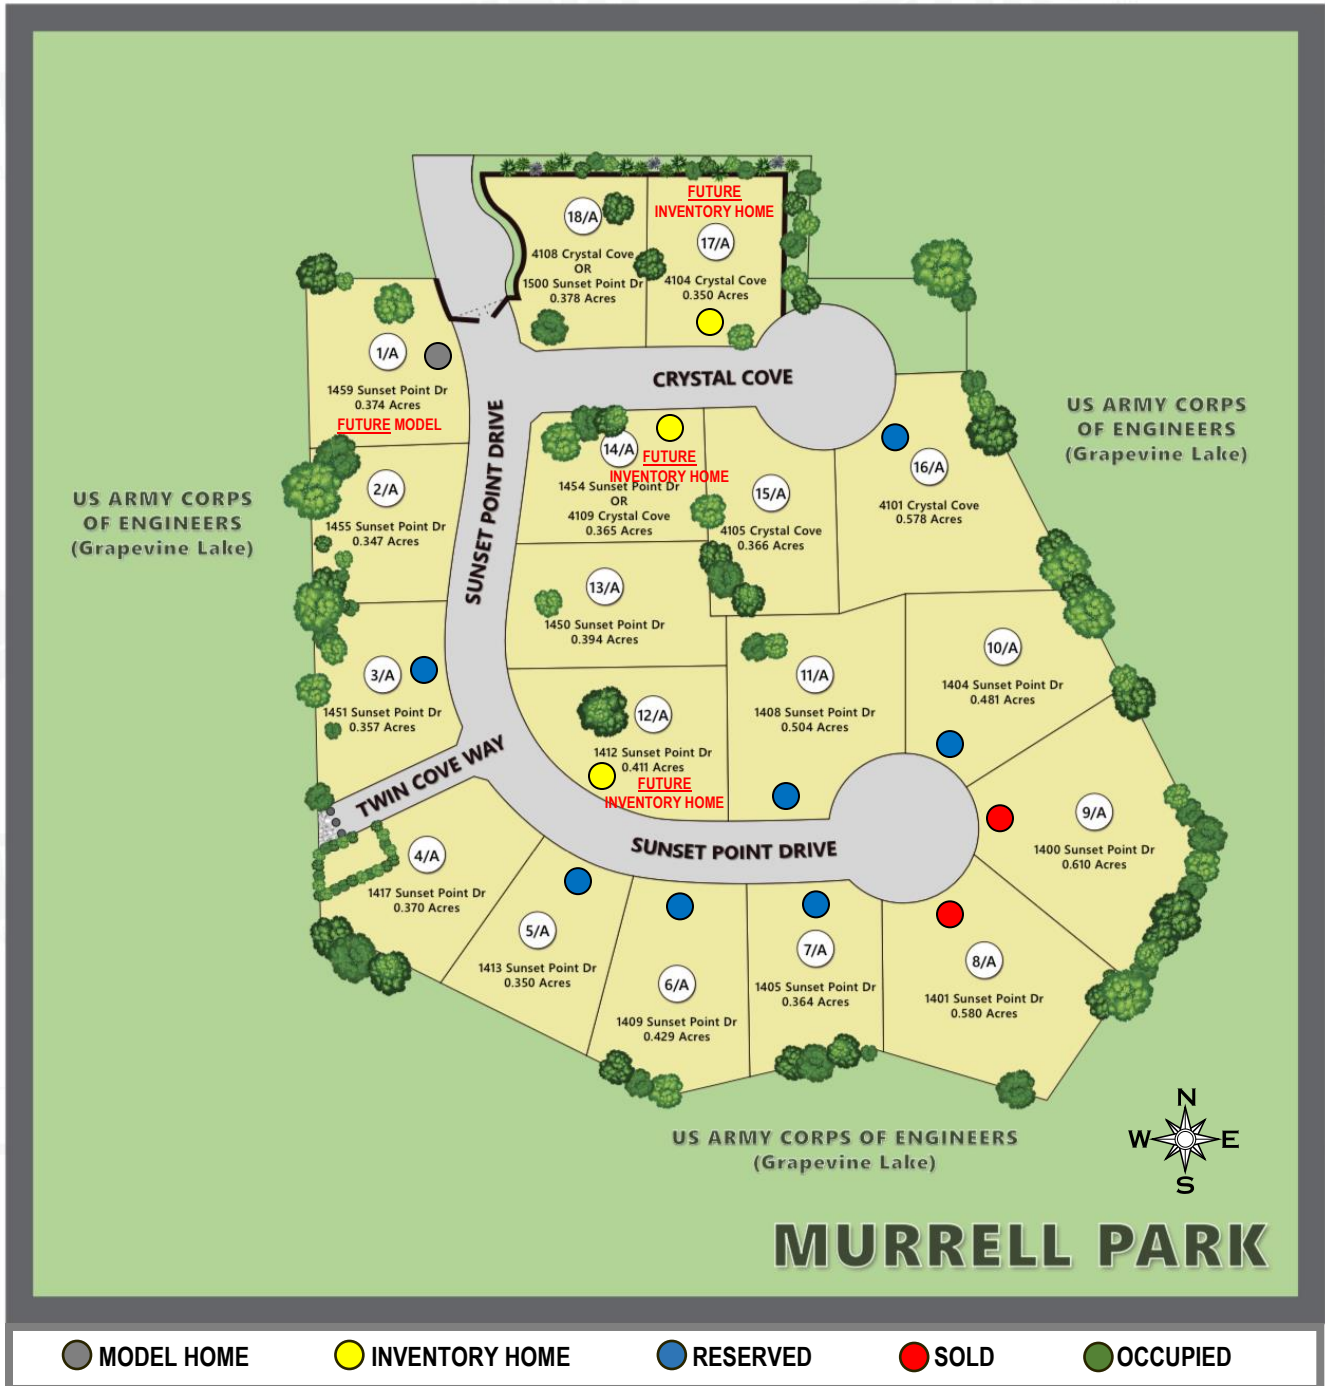 18/A
4108 Crystal Cove
OR
1500 Sunset Point Dr
0.378 Acres
FUTURE
INVENTORY HOME
17/A
4104 Crystal Cove
0.350 Acres
1/A
1459 Sunset Point Dr
0.374 Acres
FUTURE MODEL
CRYSTAL COVE
SUNSET POINT DRIVE
US ARMY CORPS
OF ENGINEERS
(Grapevine Lake)
2/A
1455 Sunset Point Dr
0.347 Acres
14/A
FUTURE
INVENTORY HOME
1454 Sunset Point Dr
OR
4109 Crystal Cove
0.365 Acres
15/A
4105 Crystal Cove
0.366 Acres
16/A
4101 Crystal Cove
0.578 Acres
US ARMY CORPS
OF ENGINEERS
(Grapevine Lake)
13/A
1450 Sunset Point Dr
0.394 Acres
3/A
1451 Sunset Point Dr
0.357 Acres
12/A
1412 Sunset Point Dr
0.411 Acres
FUTURE
INVENTORY HOME
11/A
1408 Sunset Point Dr
0.504 Acres
10/A
1404 Sunset Point Dr
0.481 Acres
TWIN COVE WAY
SUNSET POINT DRIVE
9/A
1400 Sunset Point Dr
0.610 Acres
4/A
1417 Sunset Point Dr
0.370 Acres
5/A
1413 Sunset Point Dr
0.350 Acres
6/A
1409 Sunset Point Dr
0.429 Acres
7/A
1405 Sunset Point Dr
0.364 Acres
8/A
1401 Sunset Point Dr
0.580 Acres
US ARMY CORPS OF ENGINEERS
(Grapevine Lake)
N
W E
S
MURRELL PARK
MODEL HOME INVENTORY HOME RESERVED SOLD OCCUPIED